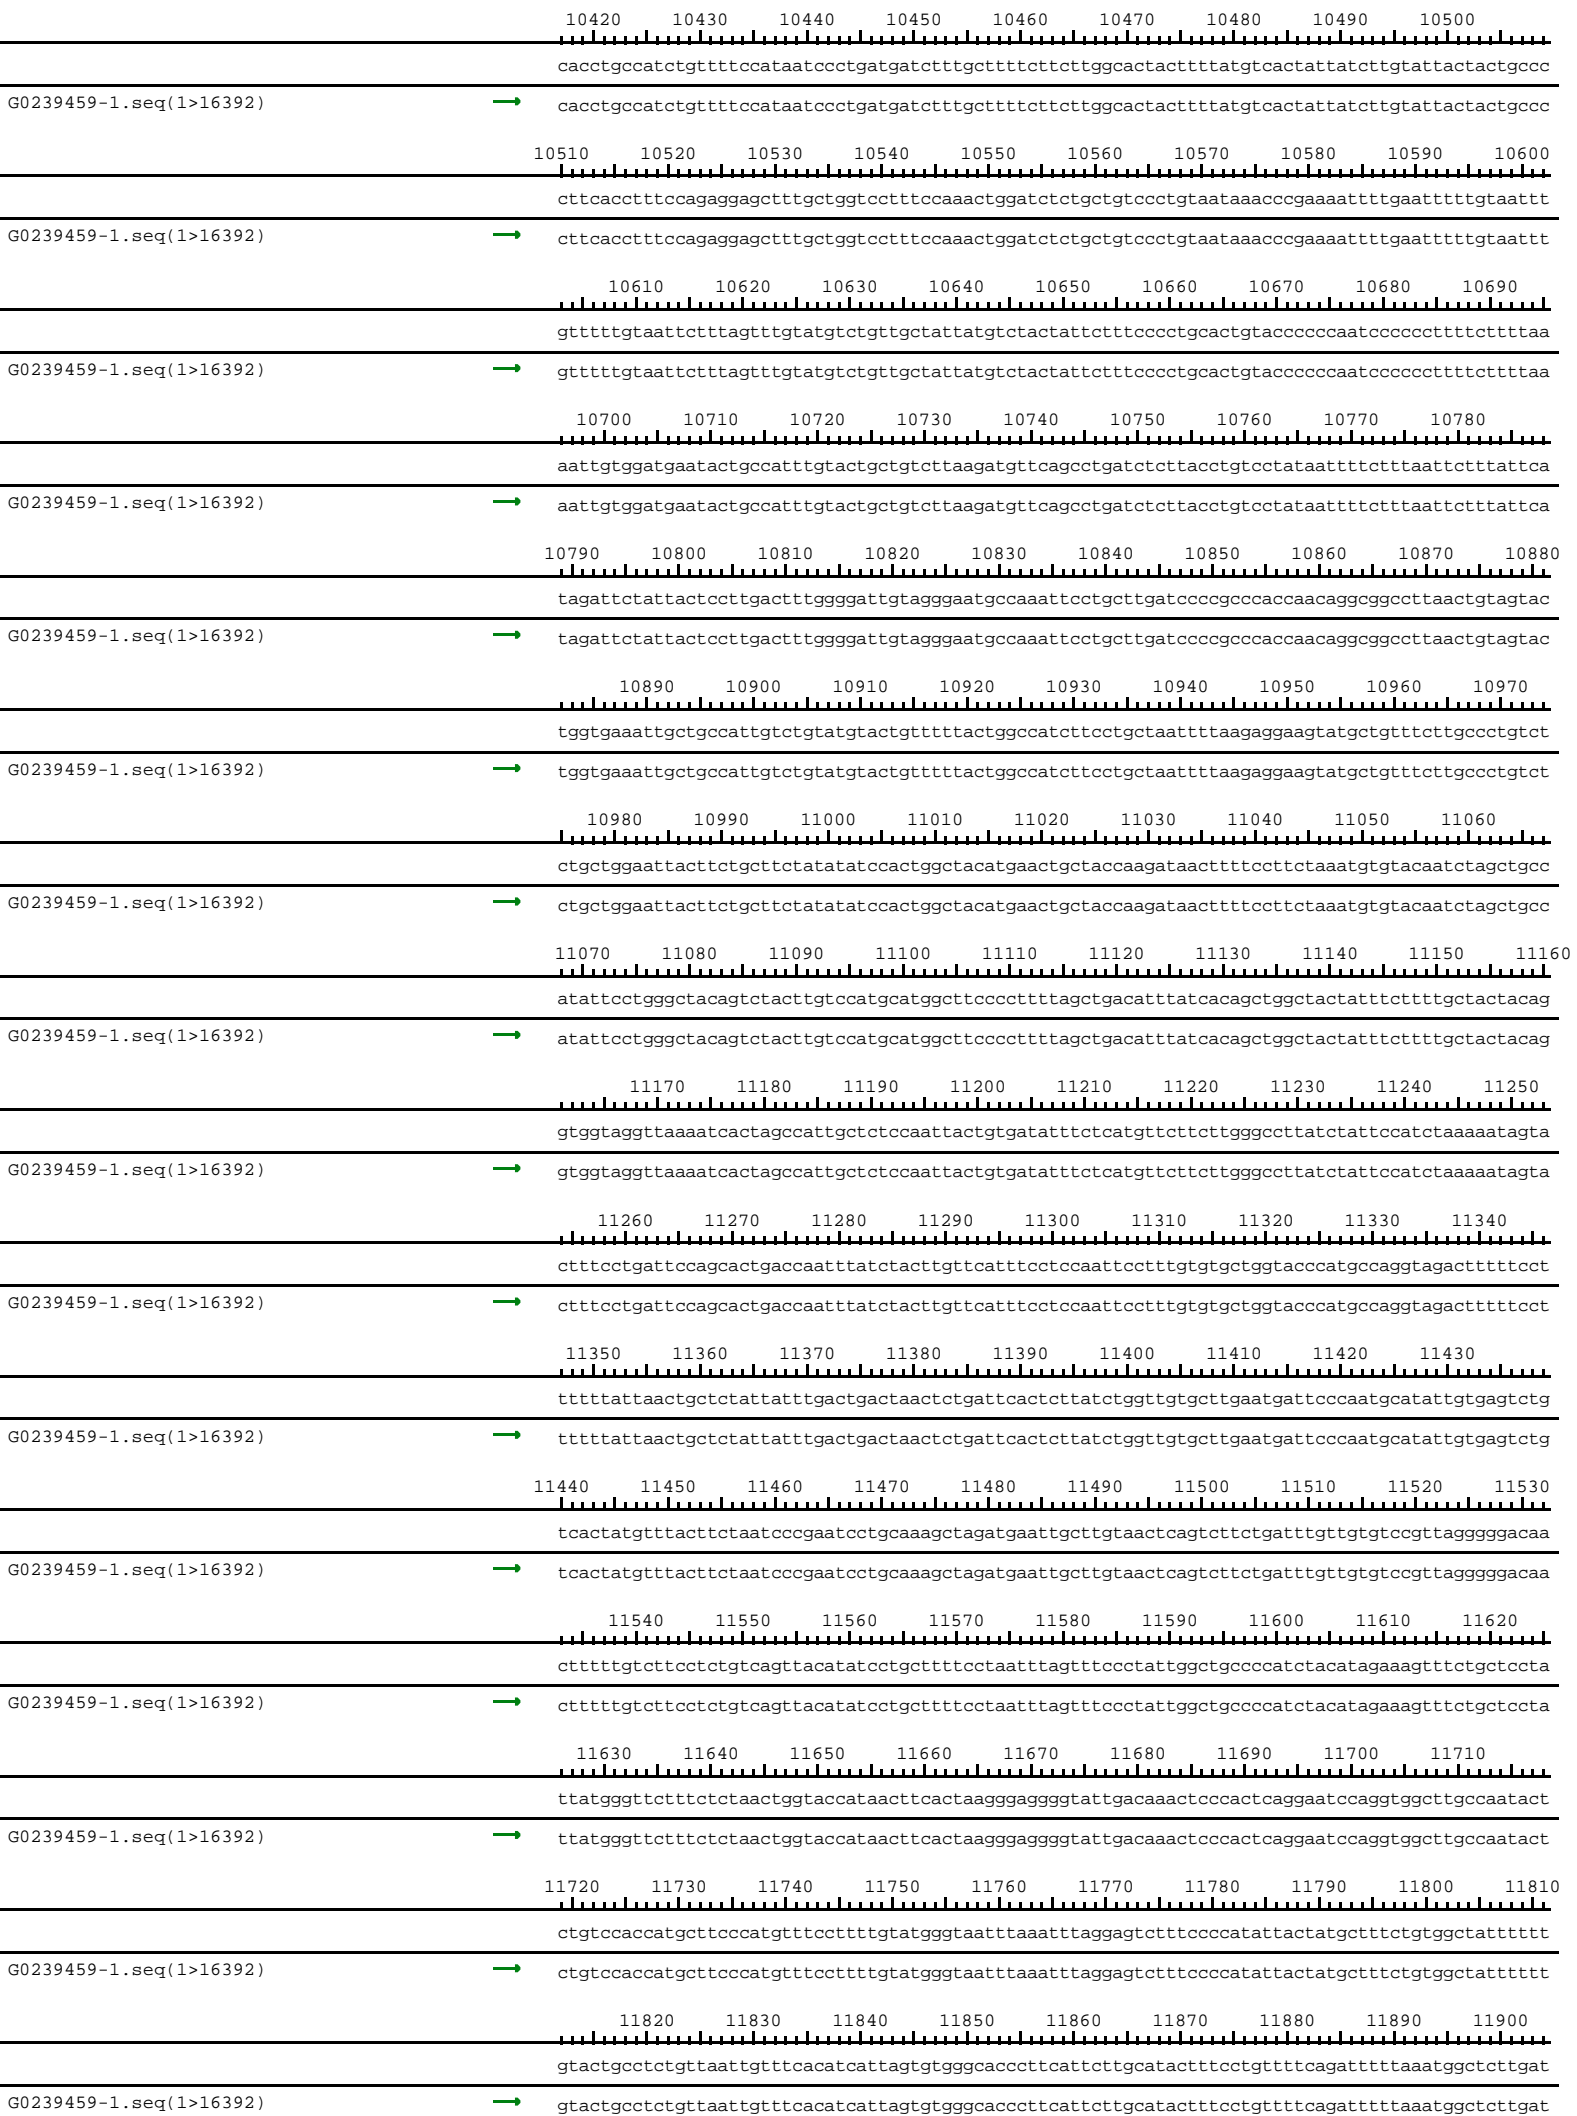 10420 10430 10440 10450 10460 10470 10480 10490 10500
cacctgccatctgttttccataatccctgatgatctttgcttttcttcttggcactacttttatgtcactattatcttgtattactactgccc
G0239459-1.seq(1>16392) cacctgccatctgttttccataatccctgatgatctttgcttttcttcttggcactacttttatgtcactattatcttgtattactactgccc
10510 10520 10530 10540 10550 10560 10570 10580 10590 10600
cttcacctttccagaggagctttgctggtcctttccaaactggatctctgctgtccctgtaataaacccgaaaattttgaatttttgtaattt
G0239459-1.seq(1>16392) cttcacctttccagaggagctttgctggtcctttccaaactggatctctgctgtccctgtaataaacccgaaaattttgaatttttgtaattt
10610 10620 10630 10640 10650 10660 10670 10680 10690
gtttttgtaattctttagtttgtatgtctgttgctattatgtctactattctttcccctgcactgtaccccccaatccccccttttcttttaa
G0239459-1.seq(1>16392) gtttttgtaattctttagtttgtatgtctgttgctattatgtctactattctttcccctgcactgtaccccccaatccccccttttcttttaa
10700 10710 10720 10730 10740 10750 10760 10770 10780
aattgtggatgaatactgccatttgtactgctgtcttaagatgttcagcctgatctcttacctgtcctataattttctttaattctttattca
G0239459-1.seq(1>16392) aattgtggatgaatactgccatttgtactgctgtcttaagatgttcagcctgatctcttacctgtcctataattttctttaattctttattca
10790 10800 10810 10820 10830 10840 10850 10860 10870 10880
tagattctattactccttgactttggggattgtagggaatgccaaattcctgcttgatccccgcccaccaacaggcggccttaactgtagtac
G0239459-1.seq(1>16392) tagattctattactccttgactttggggattgtagggaatgccaaattcctgcttgatccccgcccaccaacaggcggccttaactgtagtac
10890 10900 10910 10920 10930 10940 10950 10960 10970
tggtgaaattgctgccattgtctgtatgtactgtttttactggccatcttcctgctaattttaagaggaagtatgctgtttcttgccctgtct
G0239459-1.seq(1>16392) tggtgaaattgctgccattgtctgtatgtactgtttttactggccatcttcctgctaattttaagaggaagtatgctgtttcttgccctgtct
10980 10990 11000 11010 11020 11030 11040 11050 11060
ctgctggaattacttctgcttctatatatccactggctacatgaactgctaccaagataacttttccttctaaatgtgtacaatctagctgcc
G0239459-1.seq(1>16392) ctgctggaattacttctgcttctatatatccactggctacatgaactgctaccaagataacttttccttctaaatgtgtacaatctagctgcc
11070 11080 11090 11100 11110 11120 11130 11140 11150 11160
atattcctgggctacagtctacttgtccatgcatggcttccccttttagctgacatttatcacagctggctactatttcttttgctactacag
G0239459-1.seq(1>16392) atattcctgggctacagtctacttgtccatgcatggcttccccttttagctgacatttatcacagctggctactatttcttttgctactacag
11170 11180 11190 11200 11210 11220 11230 11240 11250
gtggtaggttaaaatcactagccattgctctccaattactgtgatatttctcatgttcttcttgggccttatctattccatctaaaaatagta
G0239459-1.seq(1>16392) gtggtaggttaaaatcactagccattgctctccaattactgtgatatttctcatgttcttcttgggccttatctattccatctaaaaatagta
11260 11270 11280 11290 11300 11310 11320 11330 11340
ctttcctgattccagcactgaccaatttatctacttgttcatttcctccaattcctttgtgtgctggtacccatgccaggtagactttttcct
G0239459-1.seq(1>16392) ctttcctgattccagcactgaccaatttatctacttgttcatttcctccaattcctttgtgtgctggtacccatgccaggtagactttttcct
11350 11360 11370 11380 11390 11400 11410 11420 11430
tttttattaactgctctattatttgactgactaactctgattcactcttatctggttgtgcttgaatgattcccaatgcatattgtgagtctg
G0239459-1.seq(1>16392) tttttattaactgctctattatttgactgactaactctgattcactcttatctggttgtgcttgaatgattcccaatgcatattgtgagtctg
11440 11450 11460 11470 11480 11490 11500 11510 11520 11530
tcactatgtttacttctaatcccgaatcctgcaaagctagatgaattgcttgtaactcagtcttctgatttgttgtgtccgttagggggacaa
G0239459-1.seq(1>16392) tcactatgtttacttctaatcccgaatcctgcaaagctagatgaattgcttgtaactcagtcttctgatttgttgtgtccgttagggggacaa
11540 11550 11560 11570 11580 11590 11600 11610 11620
ctttttgtcttcctctgtcagttacatatcctgcttttcctaatttagtttccctattggctgccccatctacatagaaagtttctgctccta
G0239459-1.seq(1>16392) ctttttgtcttcctctgtcagttacatatcctgcttttcctaatttagtttccctattggctgccccatctacatagaaagtttctgctccta
11630 11640 11650 11660 11670 11680 11690 11700 11710
ttatgggttctttctctaactggtaccataacttcactaagggaggggtattgacaaactcccactcaggaatccaggtggcttgccaatact
G0239459-1.seq(1>16392) ttatgggttctttctctaactggtaccataacttcactaagggaggggtattgacaaactcccactcaggaatccaggtggcttgccaatact
11720 11730 11740 11750 11760 11770 11780 11790 11800 11810
ctgtccaccatgcttcccatgtttccttttgtatgggtaatttaaatttaggagtctttccccatattactatgctttctgtggctatttttt
G0239459-1.seq(1>16392) ctgtccaccatgcttcccatgtttccttttgtatgggtaatttaaatttaggagtctttccccatattactatgctttctgtggctatttttt
11820 11830 11840 11850 11860 11870 11880 11890 11900
gtactgcctctgttaattgtttcacatcattagtgtgggcacccttcattcttgcatactttcctgttttcagatttttaaatggctcttgat
G0239459-1.seq(1>16392) gtactgcctctgttaattgtttcacatcattagtgtgggcacccttcattcttgcatactttcctgttttcagatttttaaatggctcttgat